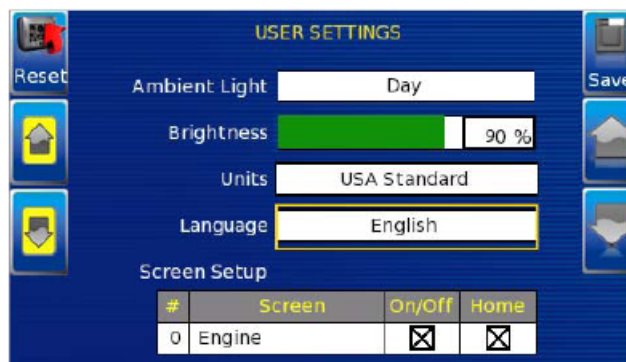 USER SETTINGS
Reset
Save
Ambient Light Day
Brightness 90 %
Units USA Standard
Language English
Screen Setup
# Screen On/Off Home
0 Engine